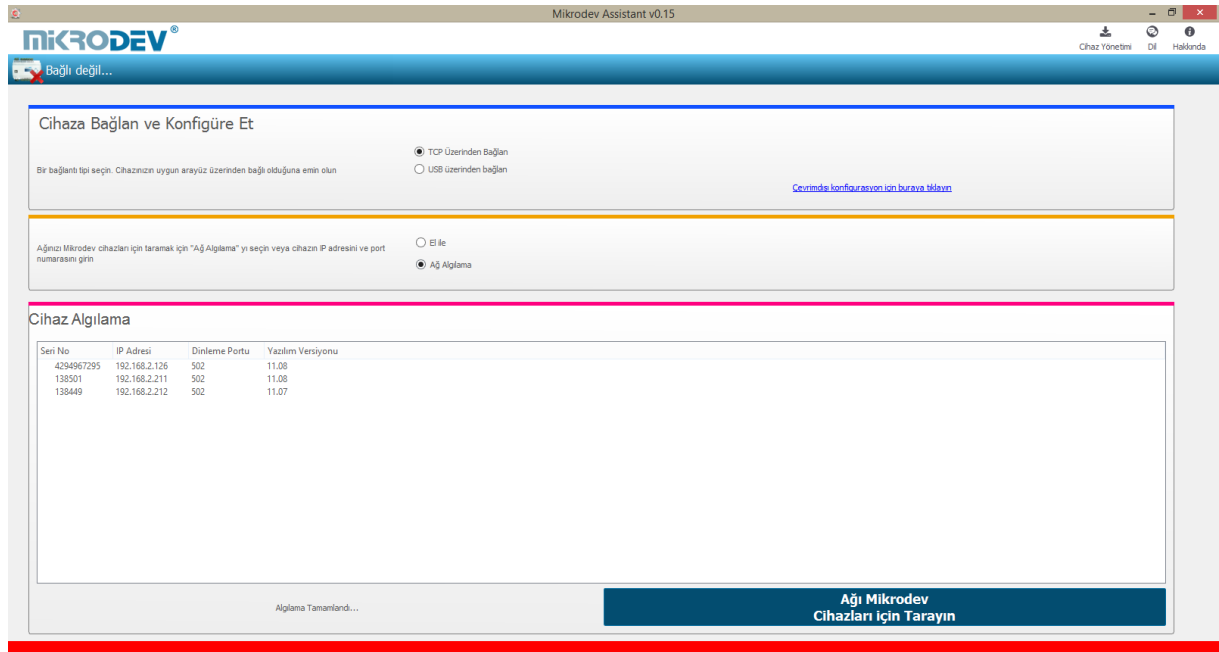 Mikrodev Assistant v0.15
MiKRODEV®
Cihaz Yönetimi Dil Hakkında
Bağlı değil...
Cihaza Bağlan ve Konfigüre Et
TCP Üzerinden Bağlan
Bir bağlantı tipi seçin. Cihazınızın uygun arayüz üzerinden bağlı olduğuna emin olun
USB üzerinden bağlan
Çevrimdışı konfigurasyon için buraya tıklayın
El ile
Ağınızı Mikrodev cihazları için taramak için "Ağ Algılama" yı seçin veya cihazın IP adresini ve port
numarasını girin
Ağ Algılama
Cihaz Algılama
Seri No IP Adresi Dinleme Portu Yazılım Versiyonu
4294967295 192.168.2.126 502 11.08
138501 192.168.2.211 502 11.08
138449 192.168.2.212 502 11.07
Algılama Tamamlandı...
Ağı Mikrodev
Cihazları için Tarayın